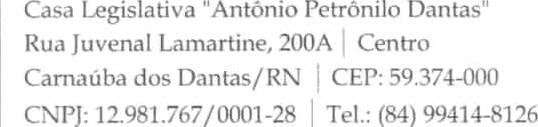 Casa Legislativa "Antônio Petrônilo Dantas"
Rua Juvenal Lamartine, 200A | Centro
Carnaúba dos Dantas/RN | CEP: 59.374-000
CNPJ: 12.981.767/0001-28 | Tel.: (84) 99414-8126